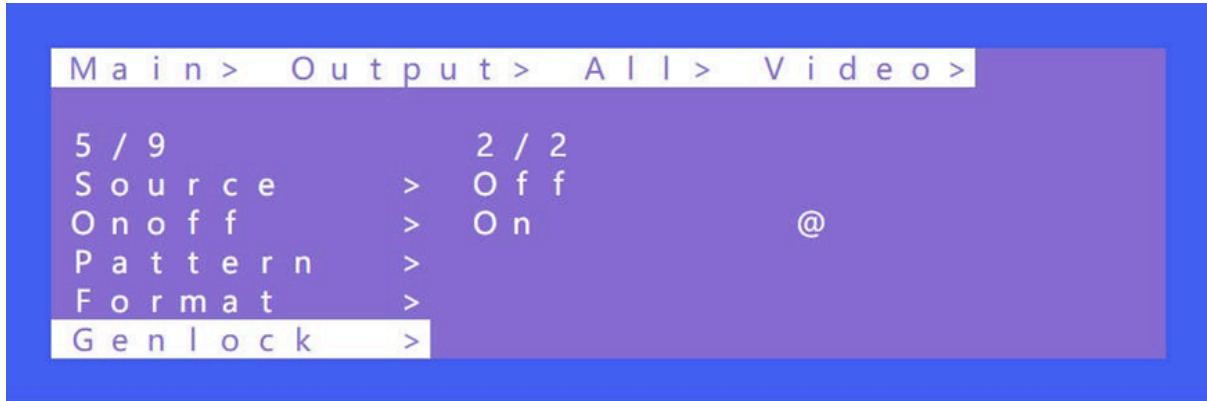 Main> Output> All> Video>
5/9 2/2
Source > Off
Onoff > On @
Pattern >
Format >
Genlock >